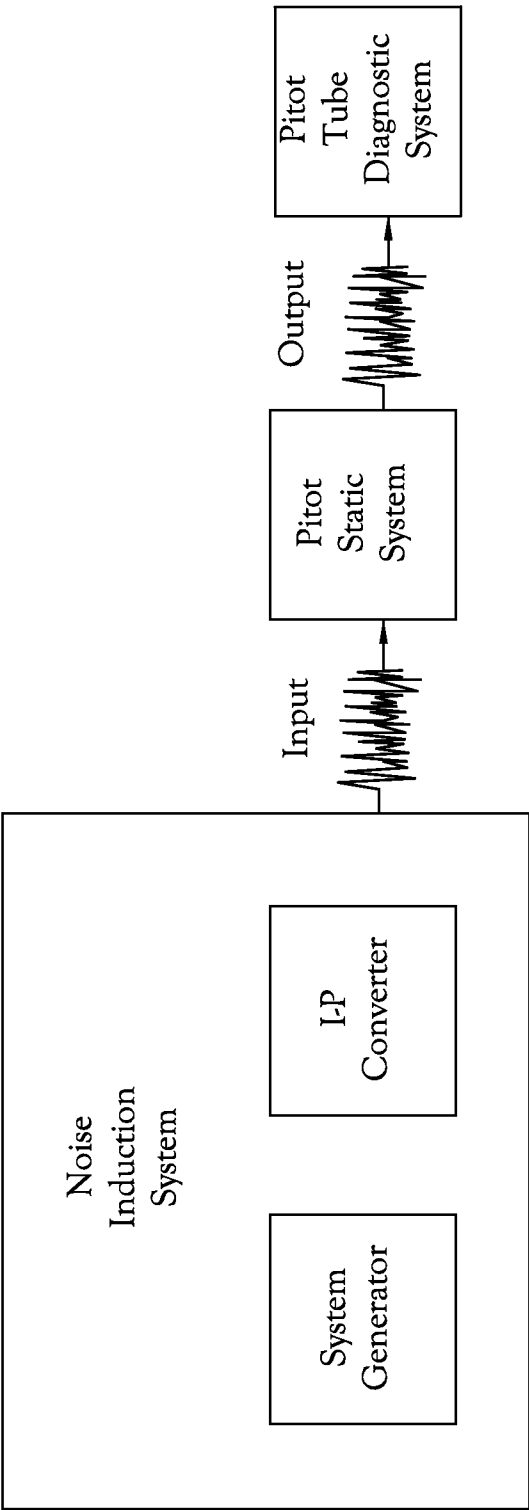 Noise
Induction
System
System
Generator
I-P
Converter
Input
Pitot
Static
System
Output
Pitot
Tube
Diagnostic
System